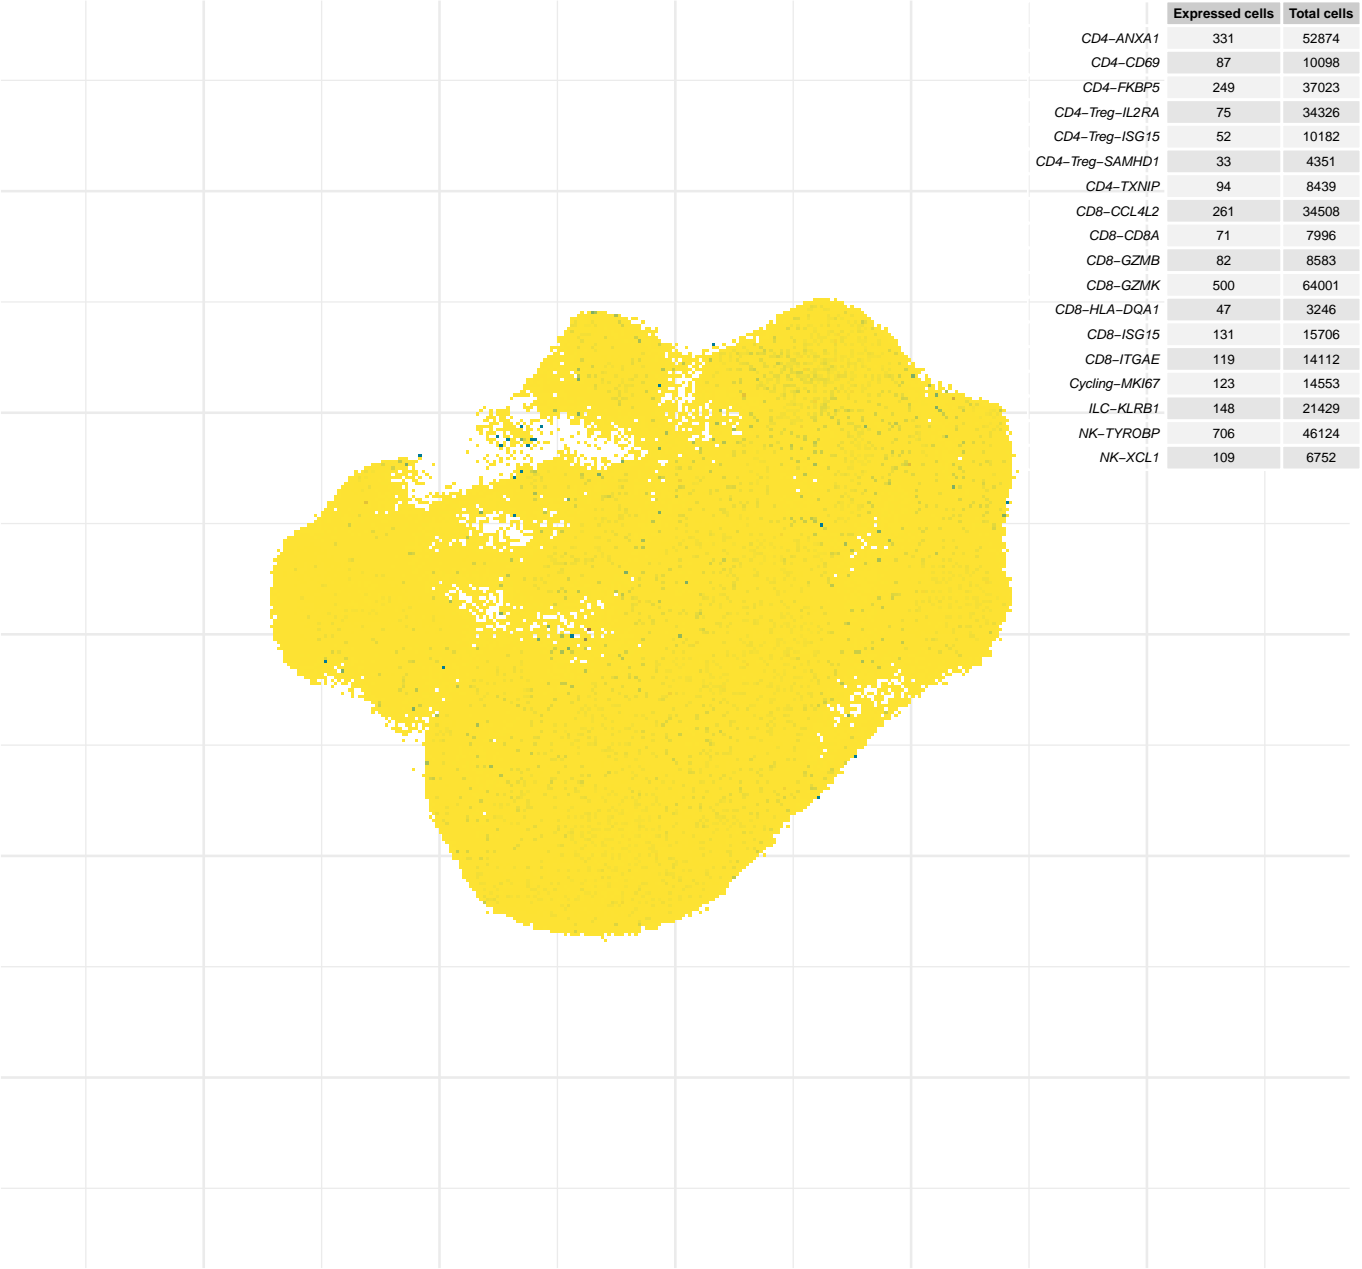 Expressed cells Total cells
CD4−ANXA1 331 52874
CD4−CD69 87 10098
CD4−FKBP5 249 37023
CD4−Treg−IL2RA 75 34326
CD4−Treg−ISG15 52 10182
CD4−Treg−SAMHD1 33 4351
CD4−TXNIP 94 8439
CD8−CCL4L2 261 34508
CD8−CD8A 71 7996
CD8−GZMB 82 8583
CD8−GZMK 500 64001
CD8−HLA−DQA1 47 3246
CD8−ISG15 131 15706
CD8−ITGAE 119 14112
Cycling−MKI67 123 14553
ILC−KLRB1 148 21429
NK−TYROBP 706 46124
NK−XCL1 109 6752